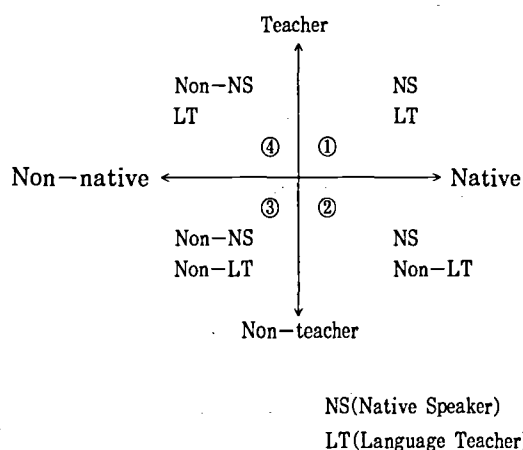 Teacher
Non-NS NS
LT LT
④ ①
Non-native Native
③ ②
Non-NS NS
Non-LT Non-LT
Non-teacher
NS(Native Speaker)
LT(Language Teacher)